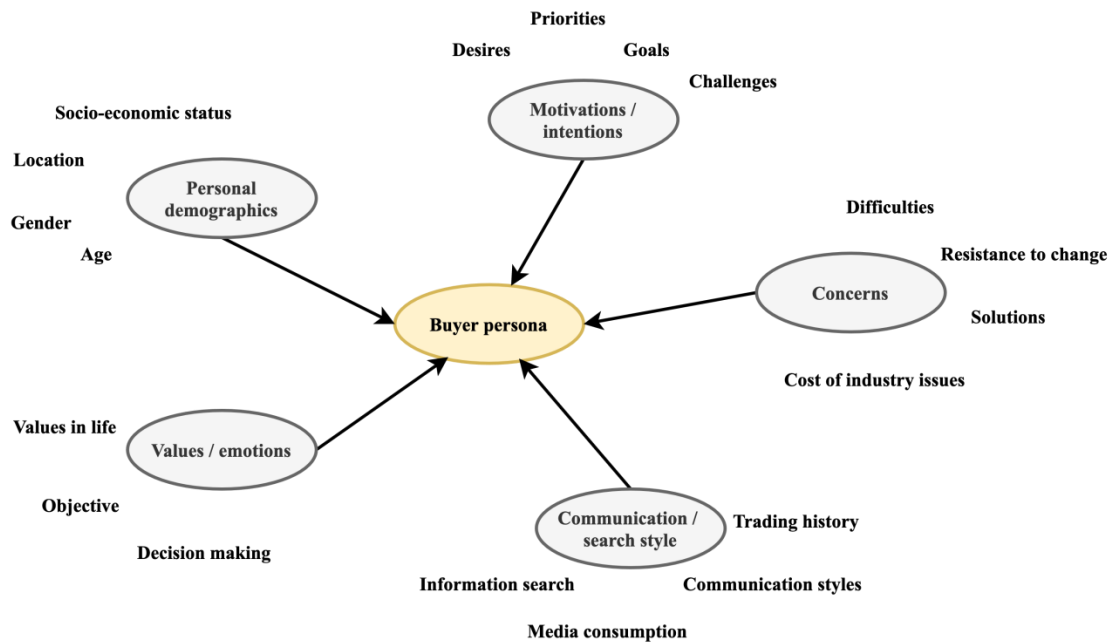 Priorities
Desires
Goals
Challenges
Motivations /
intentions
Socio-economic status
Location
Personal
demographics
Gender
Age
Difficulties
Resistance to change
Concerns
Solutions
Cost of industry issues
Buyer persona
Values in life
Values / emotions
Objective
Decision making
Communication /
search style
Trading history
Information search
Communication styles
Media consumption